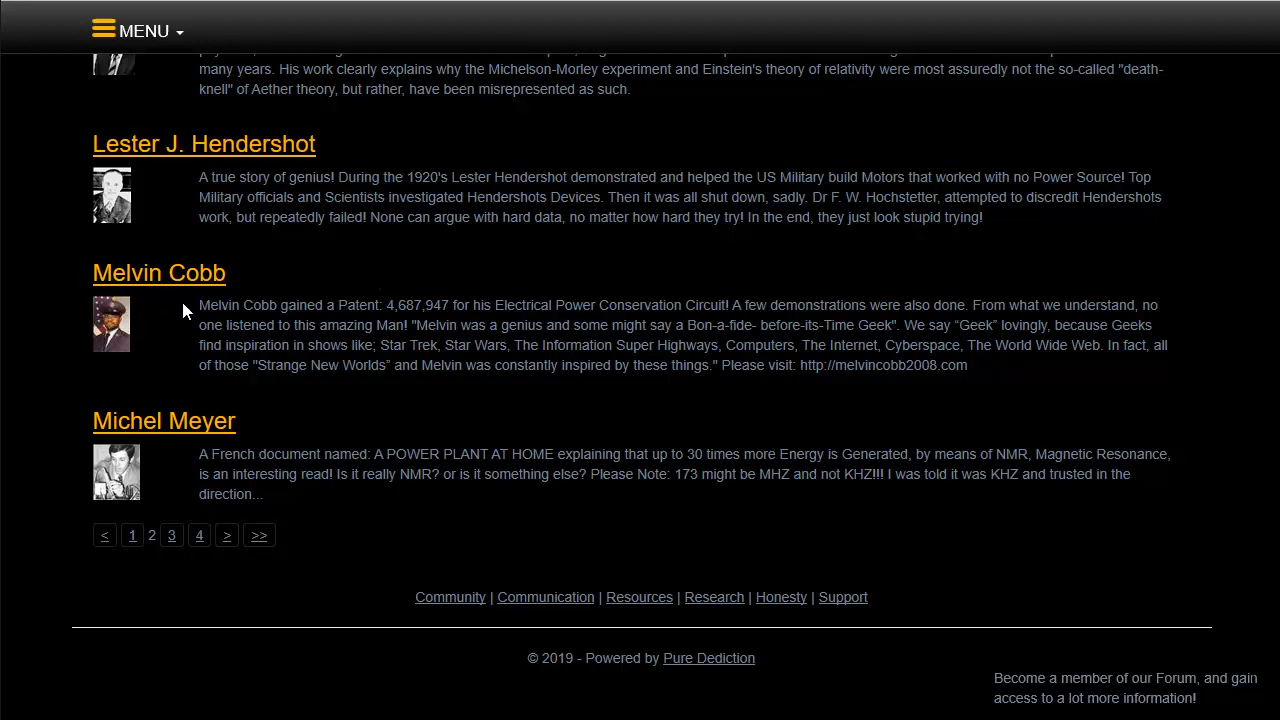 MENU
many years. His work clearly explains why the Michelson-Morley experiment and Einstein's theory of relativity were most assuredly not the so-called "death-
knell" of Aether theory, but rather, have been misrepresented as such.
Lester J. Hendershot
A true story of genius! During the 1920's Lester Hendershot demonstrated and helped the US Military build Motors that worked with no Power Source! Top
Military officials and Scientists investigated Hendershots Devices. Then it was all shut down, sadly. Dr F. W. Hochstetter, attempted to discredit Hendershots
work, but repeatedly failed! None can argue with hard data, no matter how hard they try! In the end, they just look stupid trying!
Melvin Cobb
Melvin Cobb gained a Patent: 4,687,947 for his Electrical Power Conservation Circuit! A few demonstrations were also done. From what we understand, no
one listened to this amazing Man! "Melvin was a genius and some might say a Bon-a-fide- before-its-Time Geek". We say “Geek” lovingly, because Geeks
find inspiration in shows like; Star Trek, Star Wars, The Information Super Highways, Computers, The Internet, Cyberspace, The World Wide Web. In fact, all
of those "Strange New Worlds” and Melvin was constantly inspired by these things." Please visit: http://melvincobb2008.com
Michel Meyer
A French document named: A POWER PLANT AT HOME explaining that up to 30 times more Energy is Generated, by means of NMR, Magnetic Resonance,
is an interesting read! Is it really NMR? or is it something else? Please Note: 173 might be MHZ and not KHZ!!! I was told it was KHZ and trusted in the
direction...
< 1 2 3 4 > >>
Community | Communication | Resources | Research | Honesty | Support
© 2019 - Powered by Pure Dediction
Become a member of our Forum, and gain
access to a lot more information!